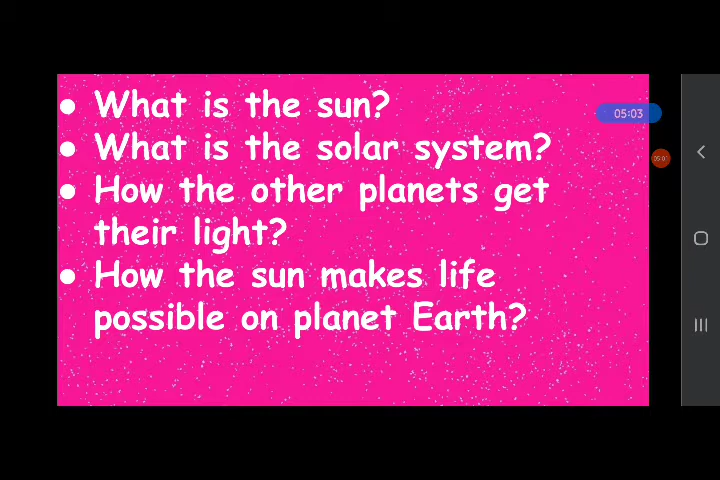 ● What is the sun?
● What is the solar system?
● How the other planets get
their light?
● How the sun makes life
possible on planet Earth?
05:03